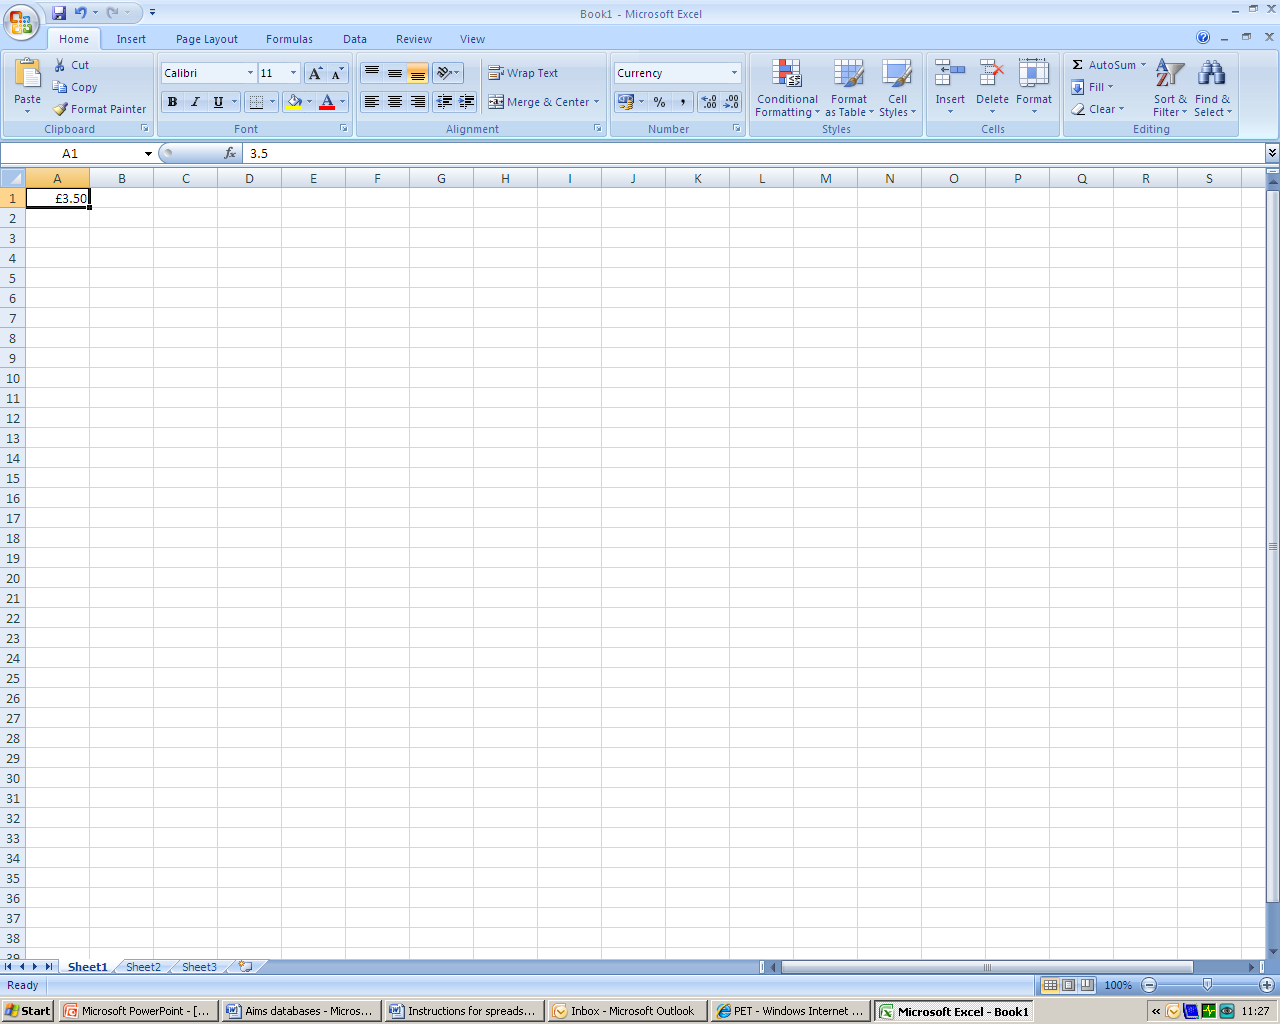 Book1 - Microsoft Excel
Home Insert Page Layout Formulas Data Review View
Paste
Cut
Copy
Format Painter
Clipboard
Calibri 11
B I U
Font
Wrap Text
Merge & Center
Alignment
Currency
% ,
Number
Conditional Formatting
Format as Table
Cell Styles
Styles
Insert Delete Format
Cells
Σ AutoSum
Fill
Clear
Sort & Filter
Find & Select
Editing
A1 fx 3.5
A B C D E F G H I J K L M N O P Q R S
1 £3.50
2
3
4
5
6
7
8
9
10
11
12
13
14
15
16
17
18
19
20
21
22
23
24
25
26
27
28
29
30
31
32
33
34
35
36
37
38
39
Sheet1 Sheet2 Sheet3
Ready 100%
Start Microsoft PowerPoint - [... Aims databases - Micros... Instructions for spreads... Inbox - Microsoft Outlook PET - Windows Internet ... Microsoft Excel - Book1 « 11:27